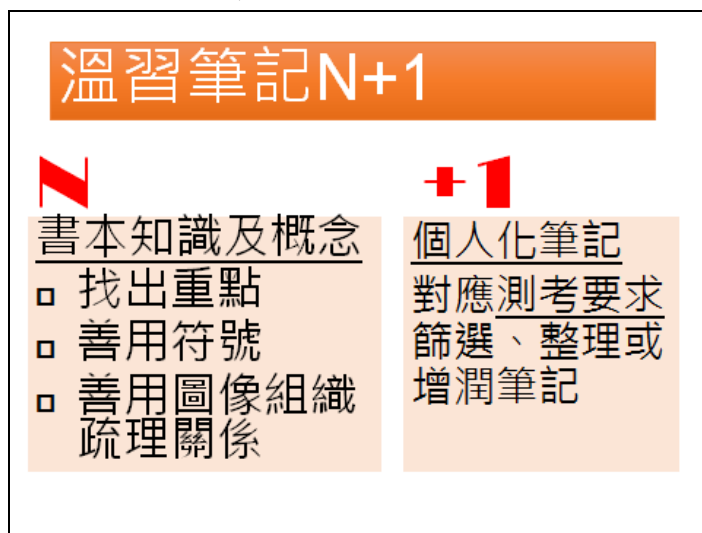 溫習筆記N+1
N
書本知識及概念
找出重點
善用符號
善用圖像組織
疏理關係
+1
個人化筆記
對應測考要求
篩選、整理或
增潤筆記